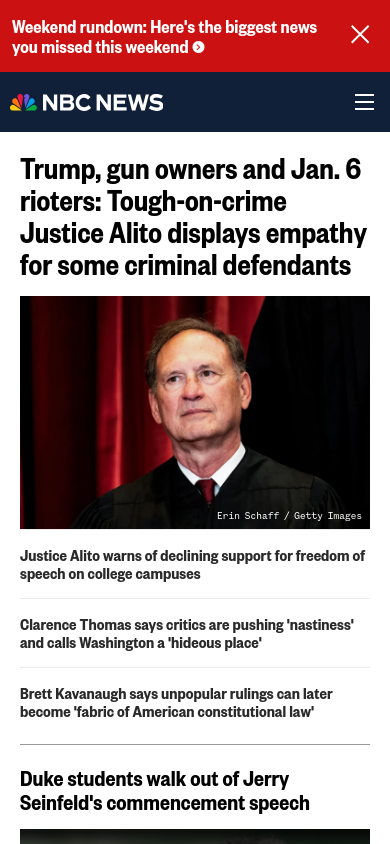 Weekend rundown: Here's the biggest news
you missed this weekend
NBC NEWS
Trump, gun owners and Jan. 6
rioters: Tough-on-crime
Justice Alito displays empathy
for some criminal defendants
Erin Schaff / Getty Images
Justice Alito warns of declining support for freedom of
speech on college campuses
Clarence Thomas says critics are pushing 'nastiness'
and calls Washington a 'hideous place'
Brett Kavanaugh says unpopular rulings can later
become 'fabric of American constitutional law'
Duke students walk out of Jerry
Seinfeld's commencement speech